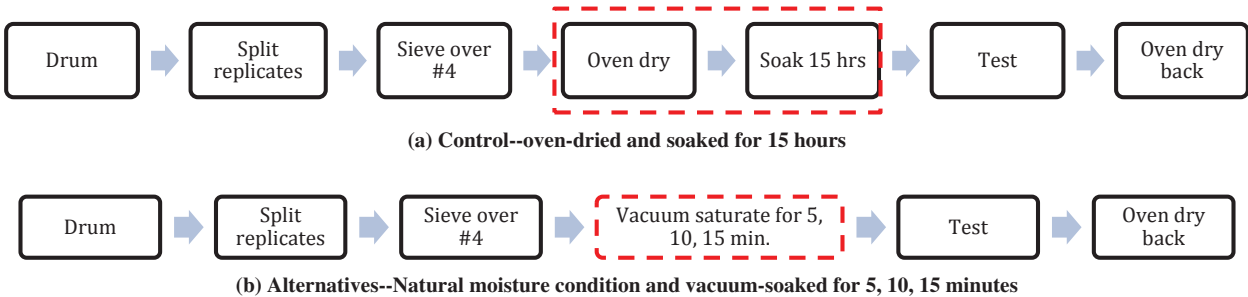 Drum
Split
replicates
Sieve over
#4
Oven dry
Soak 15 hrs
Test
Oven dry
back
(a) Control--oven-dried and soaked for 15 hours
Drum
Split
replicates
Sieve over
#4
Vacuum saturate for 5,
10, 15 min.
Test
Oven dry
back
(b) Alternatives--Natural moisture condition and vacuum-soaked for 5, 10, 15 minutes